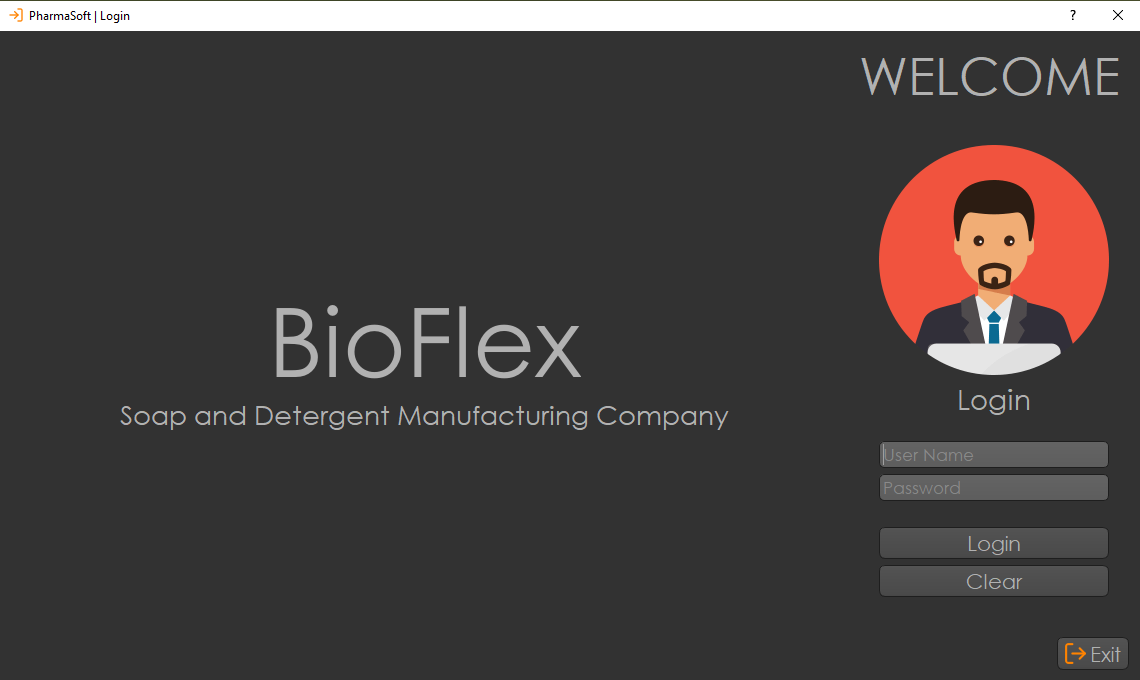 PharmaSoft | Login
?
WELCOME
BioFlex
Soap and Detergent Manufacturing Company
Login
User Name
Password
Login
Clear
Exit